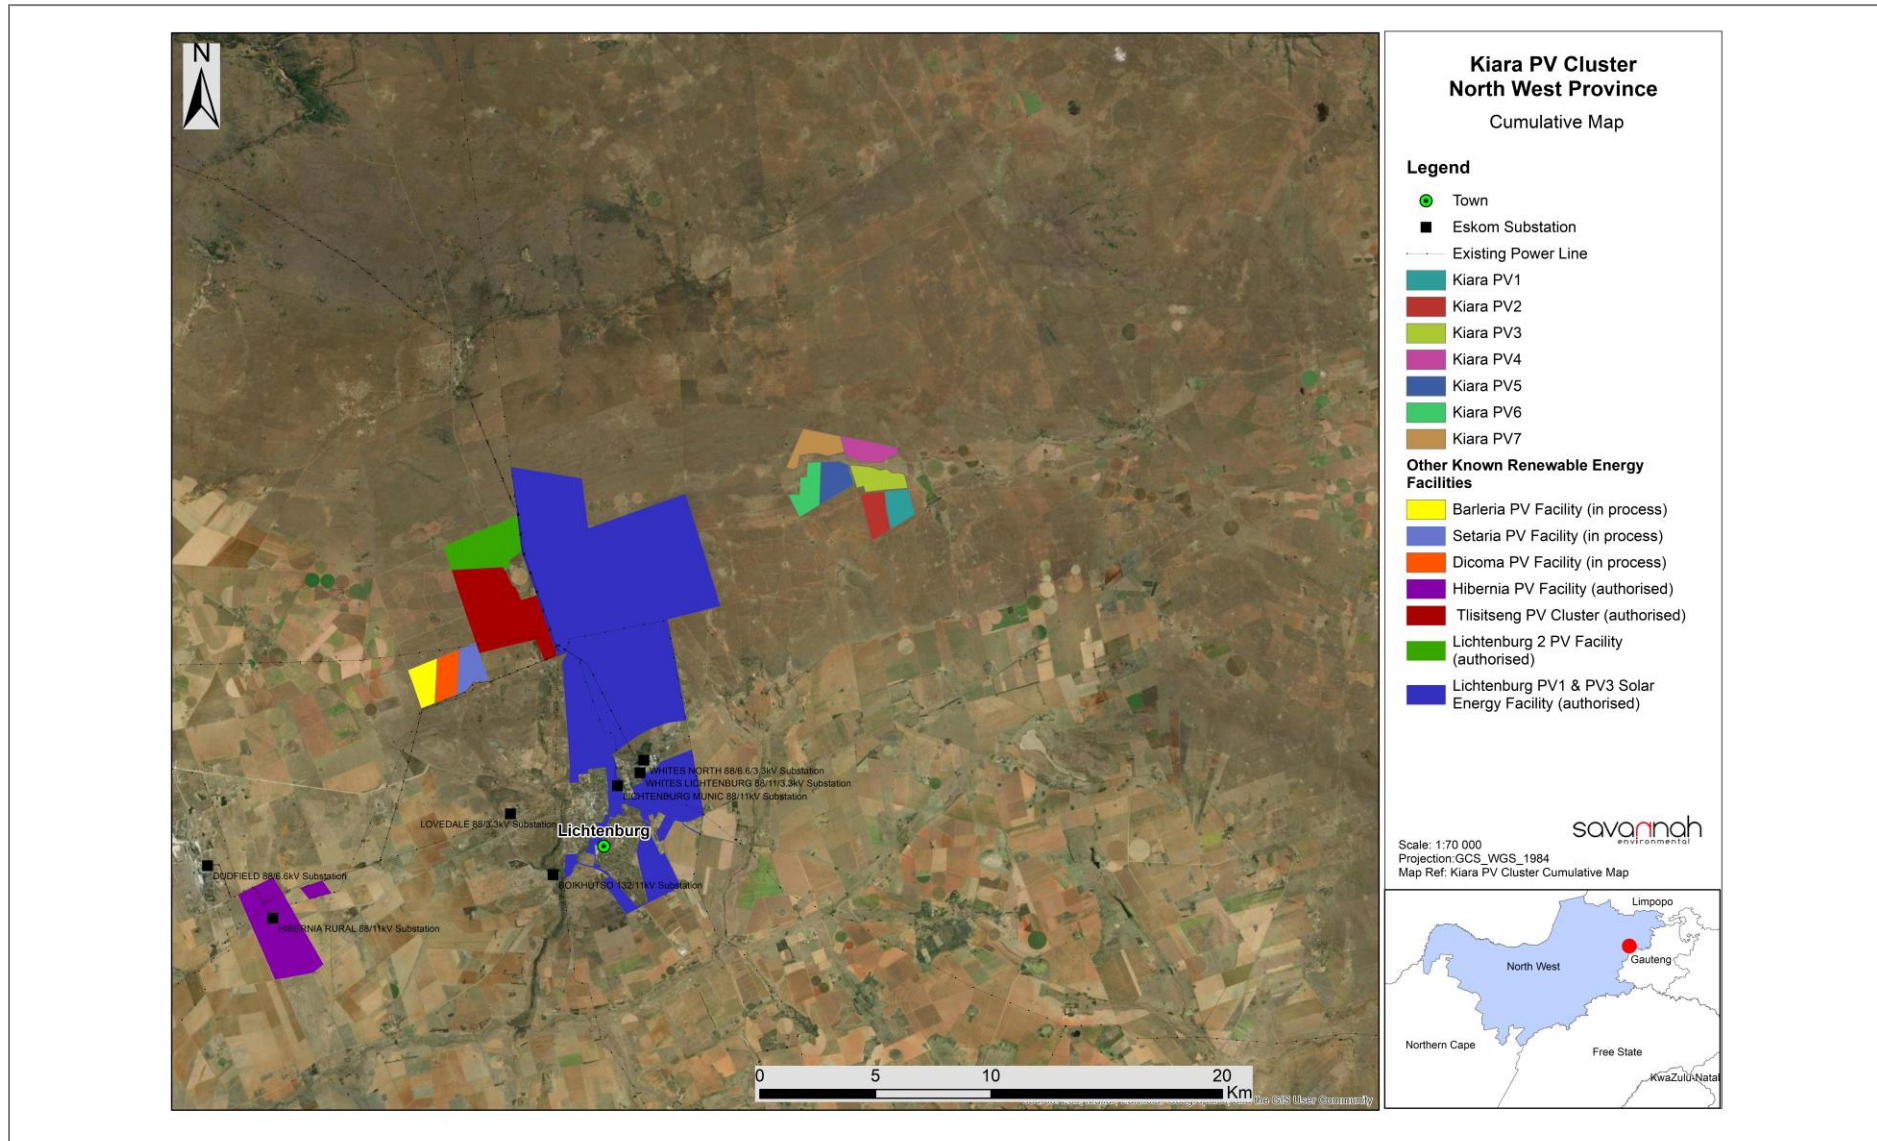 N
WHITES NORTH 88/6.6/3.3kV Substation
WHITES LICHTENBURG 88/11/3.3kV Substation
LICHTENBURG MUNIC 88/11kV Substation
LOVEDALE 88/3.3kV Substation
Lichtenburg
DUDFIELD 88/6.6kV Substation
BOIKHUTSO 132/11kV Substation
HIBERNIA RURAL 88/11kV Substation
0 5 10 20
Km
the GIS User Community
Kiara PV Cluster
North West Province
Cumulative Map
Legend
Town
Eskom Substation
Existing Power Line
Kiara PV1
Kiara PV2
Kiara PV3
Kiara PV4
Kiara PV5
Kiara PV6
Kiara PV7
Other Known Renewable Energy
Facilities
Barleria PV Facility (in process)
Setaria PV Facility (in process)
Dicoma PV Facility (in process)
Hibernia PV Facility (authorised)
Tlisitseng PV Cluster (authorised)
Lichtenburg 2 PV Facility
(authorised)
Lichtenburg PV1 & PV3 Solar
Energy Facility (authorised)
savannah
environmental
Scale: 1:70 000
Projection:GCS_WGS_1984
Map Ref: Kiara PV Cluster Cumulative Map
Limpopo
Gauteng
North West
Northern Cape
Free State
KwaZulu-Natal